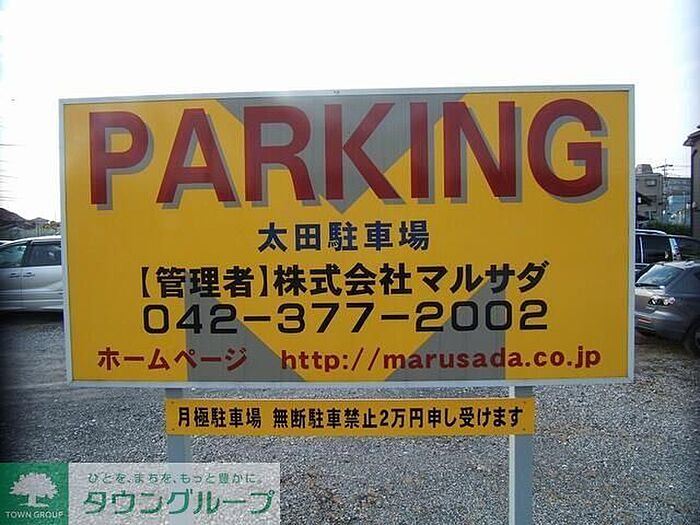 PARKING
太田駐車場
【管理者】株式会社マルサダ
042-377-2002
ホームページ http://marusada.co.jp
月極駐車場 無断駐車禁止2万円申し受けます
ひとを、まちを、もっと豊かに。
タウングループ
TOWN GROUP